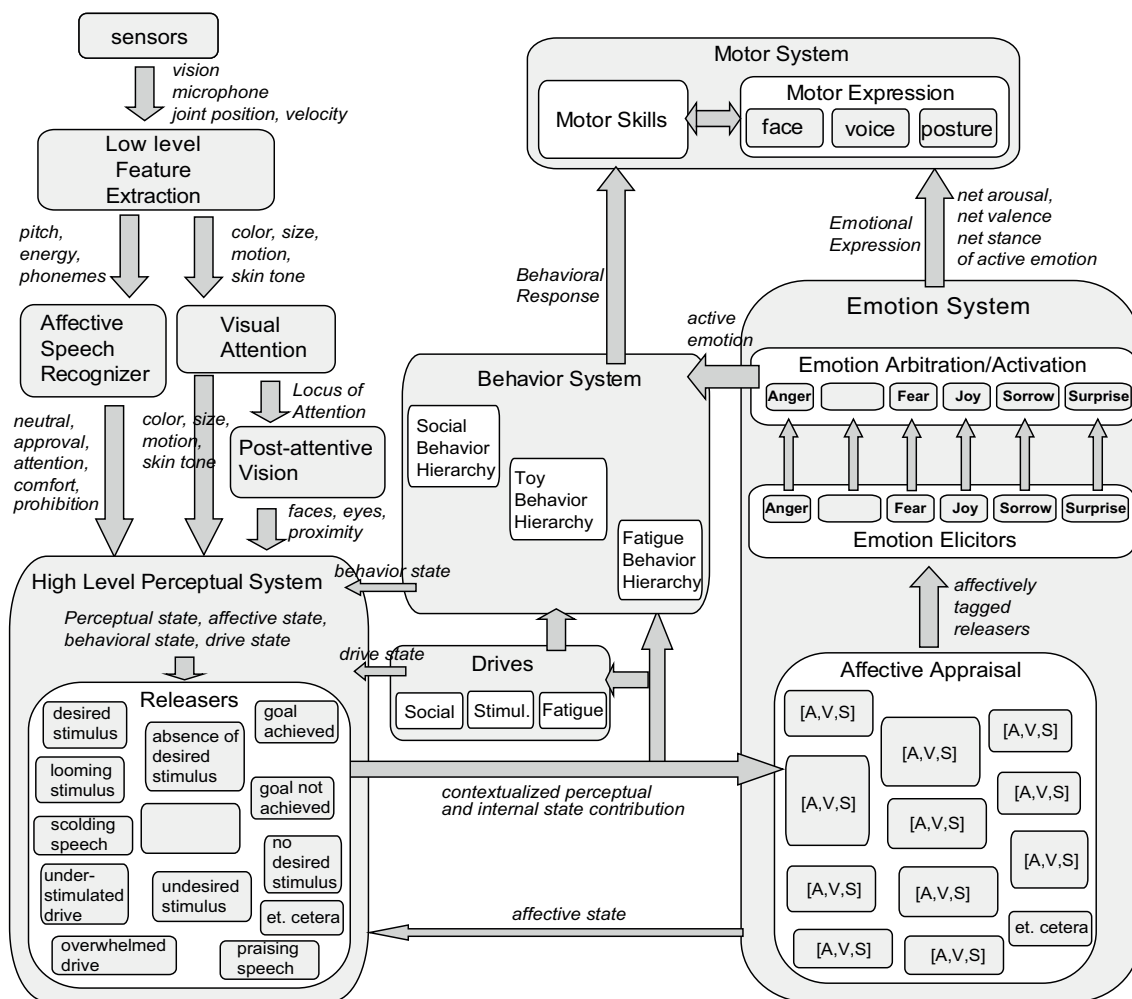 sensors
vision
microphone
joint position, velocity
Low level
Feature
Extraction
pitch,
energy,
phonemes
color, size,
motion,
skin tone
Affective
Speech
Recognizer
Visual
Attention
Locus of
Attention
neutral,
approval,
attention,
comfort,
prohibition
color, size,
motion,
skin tone
Post-attentive
Vision
faces, eyes,
proximity
High Level Perceptual System
Perceptual state, affective state,
behavioral state, drive state
Releasers
desired
stimulus
absence of
desired
stimulus
goal
achieved
looming
stimulus
goal not
achieved
scolding
speech
no
desired
stimulus
under-
stimulated
drive
undesired
stimulus
et. cetera
overwhelmed
drive
praising
speech
Motor System
Motor Skills
Motor Expression
face
voice
posture
Behavioral
Response
Emotional
Expression
net arousal,
net valence
net stance
of active emotion
active
emotion
Behavior System
Social
Behavior
Hierarchy
Toy
Behavior
Hierarchy
Fatigue
Behavior
Hierarchy
behavior state
drive state
Drives
Social
Stimul.
Fatigue
contextualized perceptual
and internal state contribution
affective state
Emotion System
Emotion Arbitration/Activation
Anger
Fear
Joy
Sorrow
Surprise
Anger
Fear
Joy
Sorrow
Surprise
Emotion Elicitors
affectively
tagged
releasers
Affective Appraisal
[A,V,S]
[A,V,S]
[A,V,S]
[A,V,S]
[A,V,S]
[A,V,S]
[A,V,S]
[A,V,S]
[A,V,S]
et. cetera
[A,V,S]
[A,V,S]